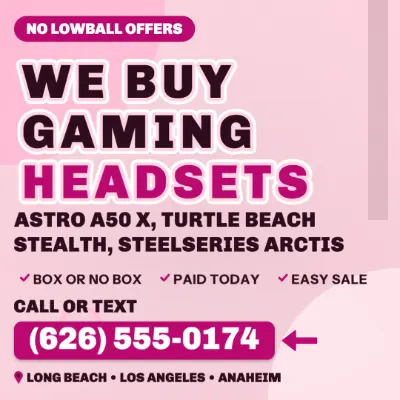 NO LOWBALL OFFERS
WE BUY
GAMING
HEADSETS
ASTRO A50 X, TURTLE BEACH
STEALTH, STEELSERIES ARCTIS
BOX OR NO BOX PAID TODAY EASY SALE
CALL OR TEXT
(626) 555-0174
LONG BEACH • LOS ANGELES • ANAHEIM